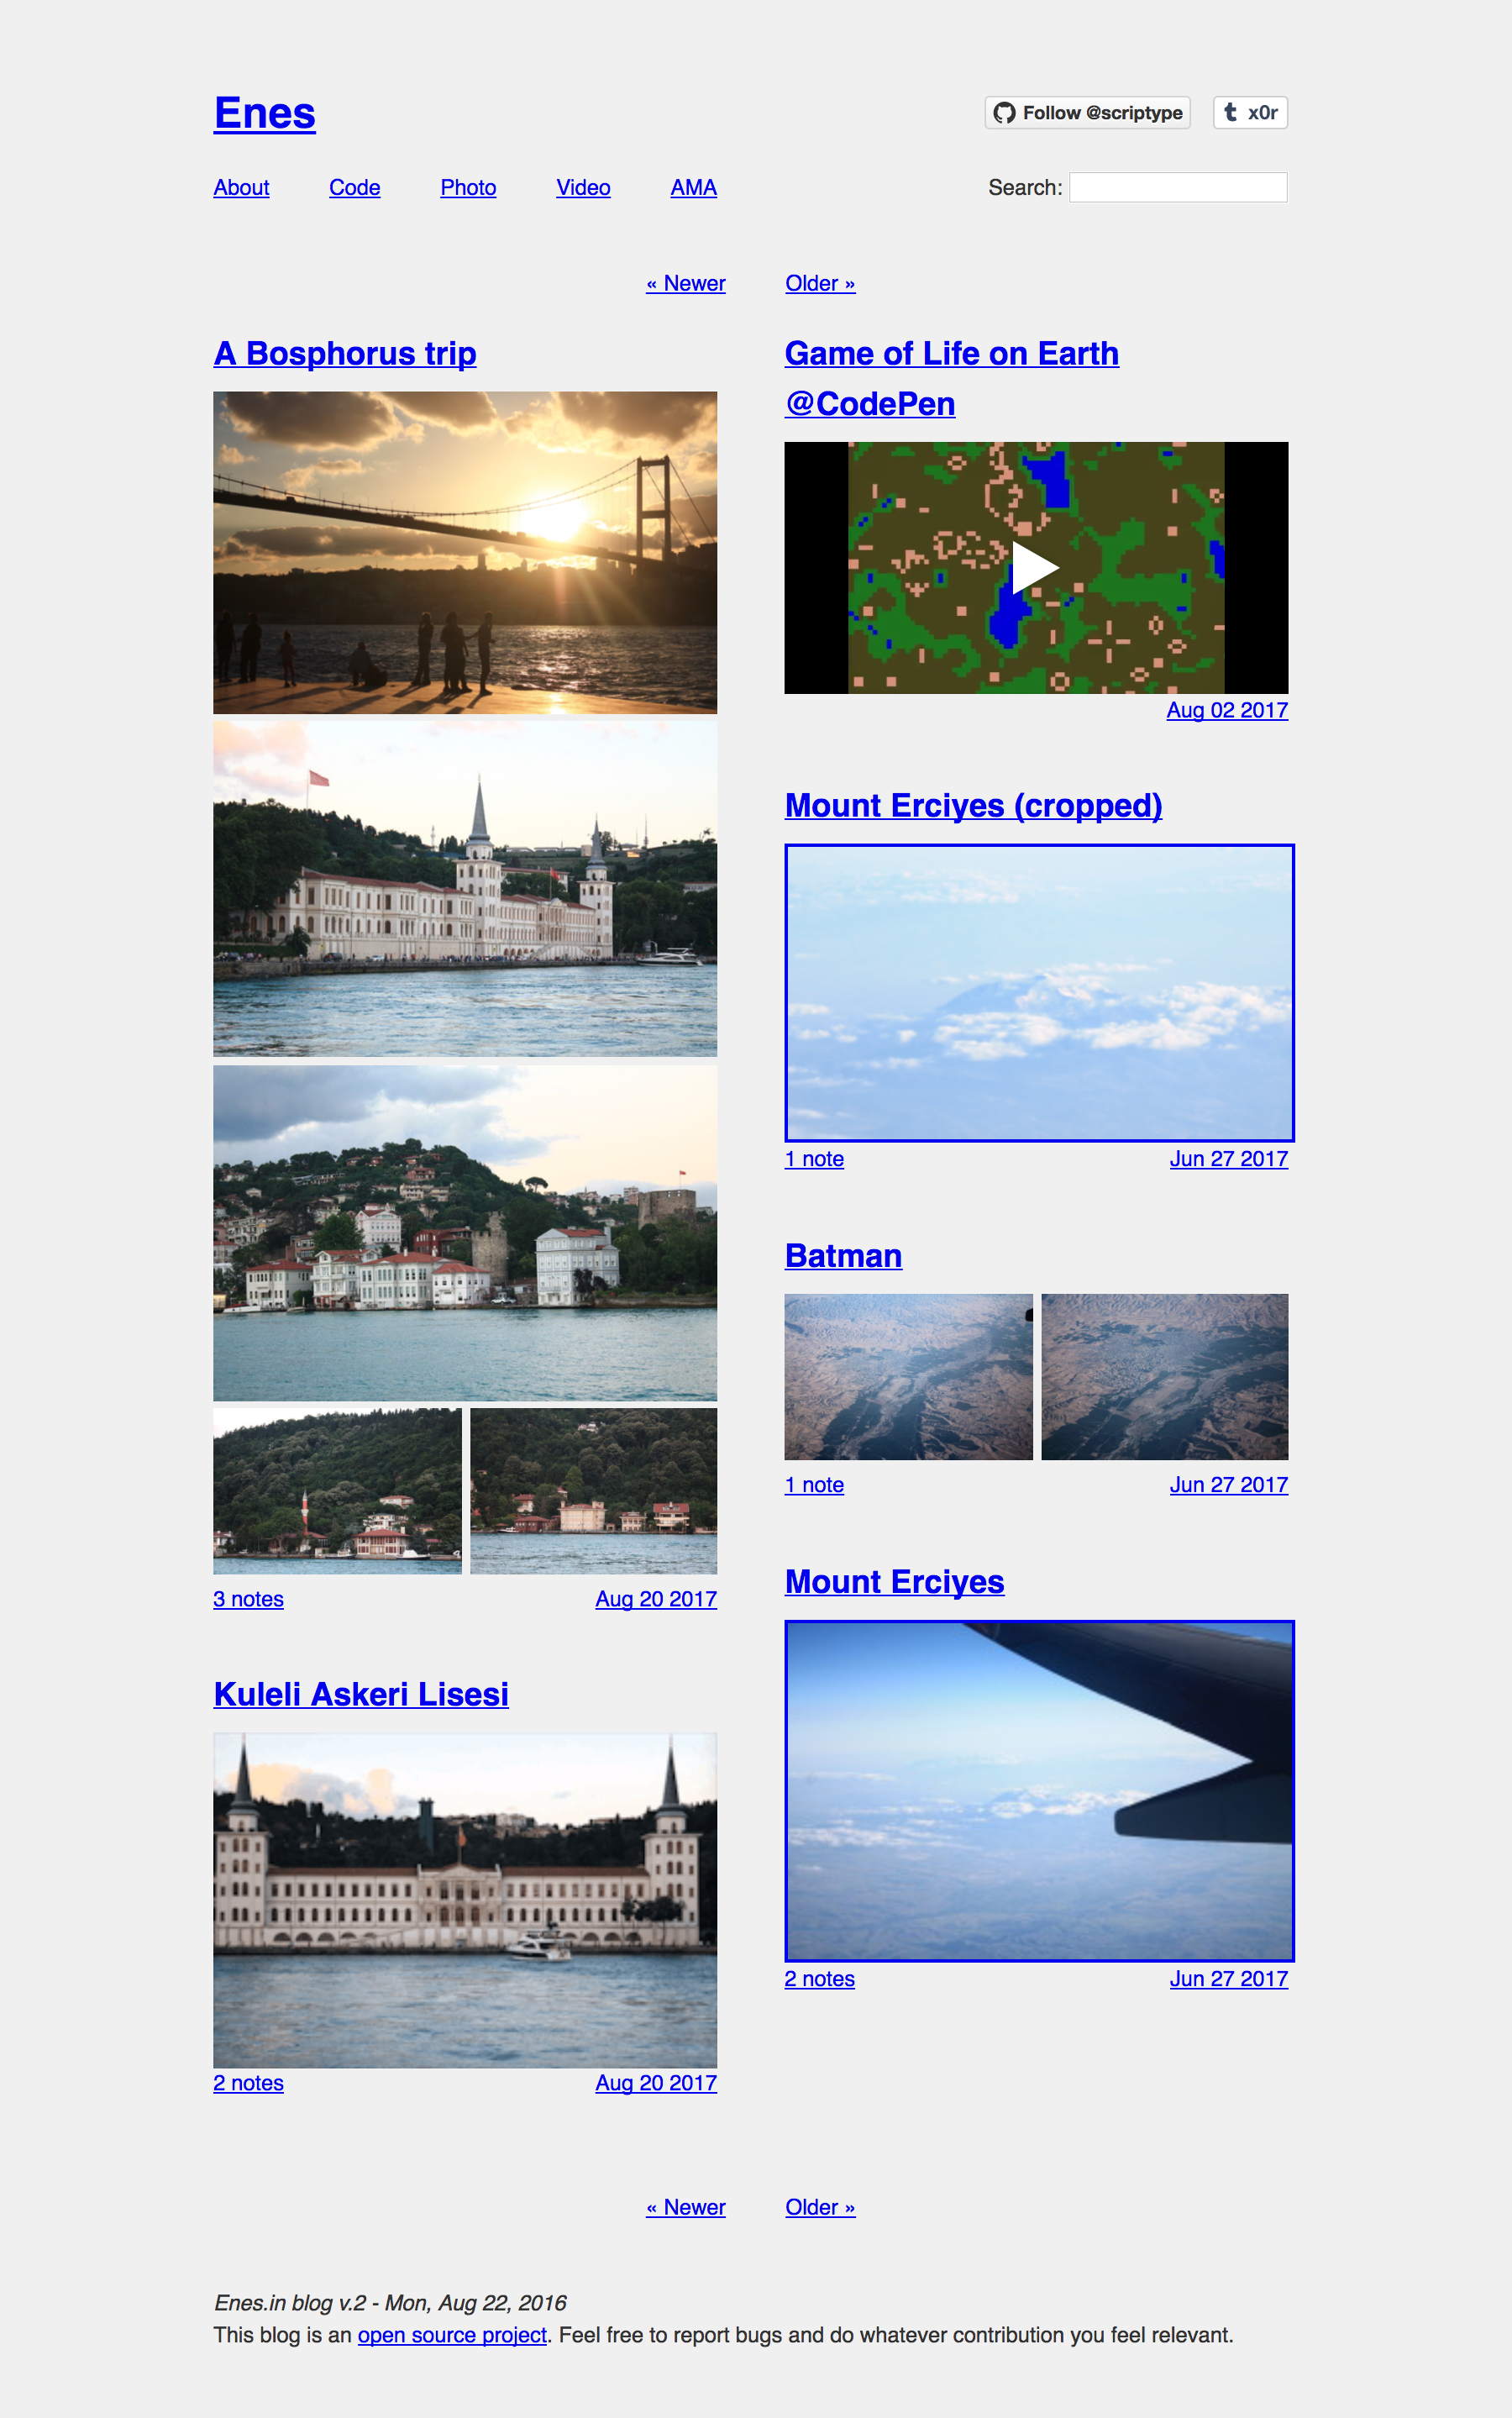 Enes
Follow @scriptype
t x0r
About Code Photo Video AMA
Search:
« Newer Older »
A Bosphorus trip
3 notes Aug 20 2017
Kuleli Askeri Lisesi
2 notes Aug 20 2017
Game of Life on Earth
@CodePen
Aug 02 2017
Mount Erciyes (cropped)
1 note Jun 27 2017
Batman
1 note Jun 27 2017
Mount Erciyes
2 notes Jun 27 2017
« Newer Older »
Enes.in blog v.2 - Mon, Aug 22, 2016
This blog is an open source project. Feel free to report bugs and do whatever contribution you feel relevant.